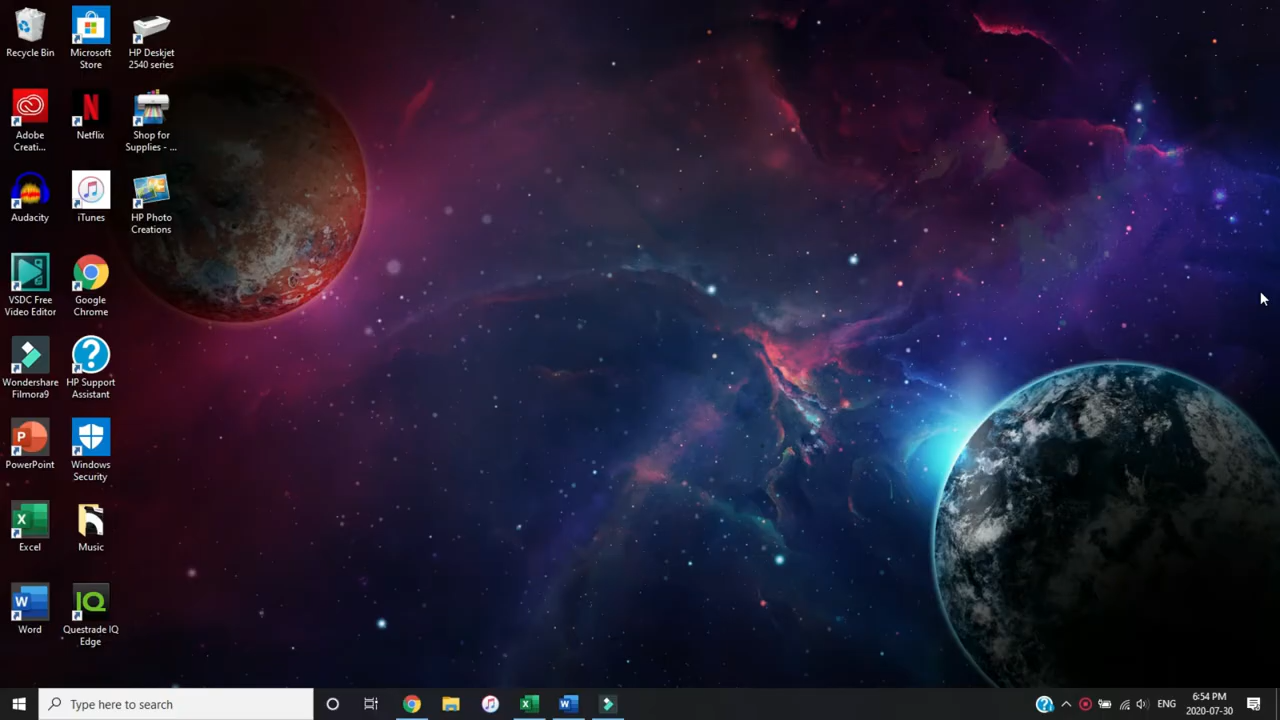 Recycle Bin
Microsoft
Store
HP Deskjet
2540 series
Adobe
Creati...
Netflix
Shop for
Supplies - ...
Audacity
iTunes
HP Photo
Creations
VSDC Free
Video Editor
Google
Chrome
Wondershare
Filmora9
HP Support
Assistant
PowerPoint
Windows
Security
Excel
Music
Word
Questrade IQ
Edge
Type here to search
ENG
6:54 PM
2020-07-30